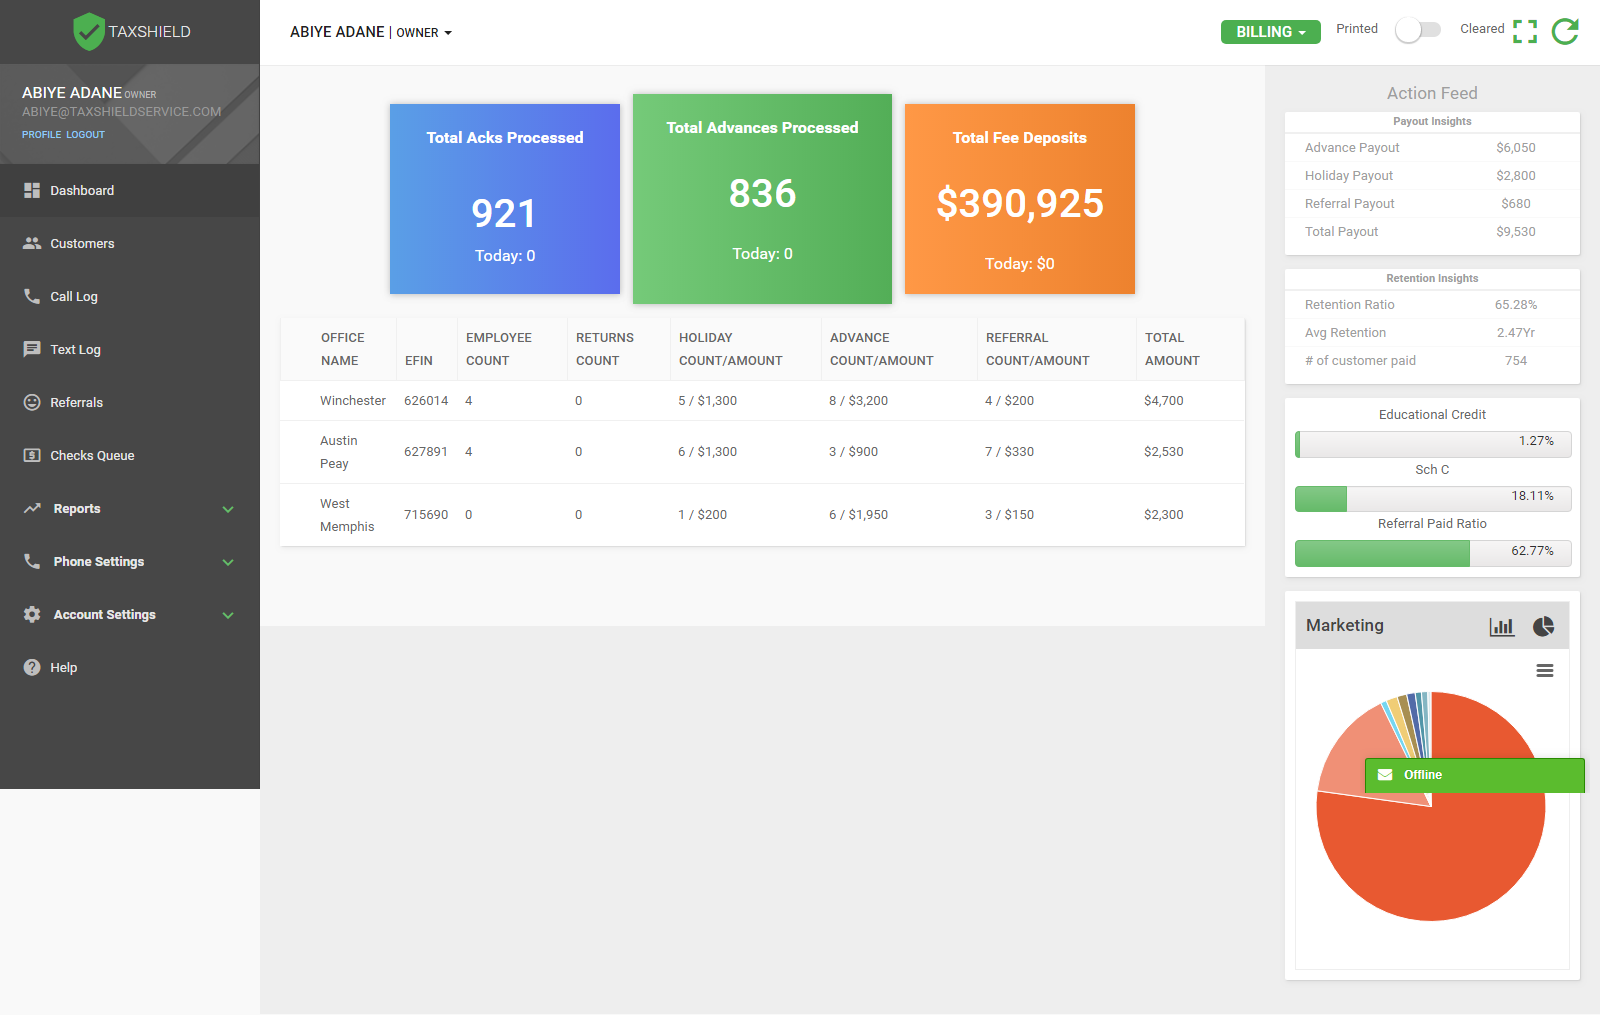 TAXSHIELD
ABIYE ADANE OWNER
ABIYE@TAXSHIELDSERVICE.COM
PROFILE LOGOUT
Dashboard
Customers
Call Log
Text Log
Referrals
Checks Queue
Reports
Phone Settings
Account Settings
Help
ABIYE ADANE | OWNER
BILLING
Printed
Cleared
Total Acks Processed
921
Today: 0
Total Advances Processed
836
Today: 0
Total Fee Deposits
$390,925
Today: $0
OFFICE NAME EFIN EMPLOYEE COUNT RETURNS COUNT HOLIDAY COUNT/AMOUNT ADVANCE COUNT/AMOUNT REFERRAL COUNT/AMOUNT TOTAL AMOUNT
Winchester 626014 4 0 5 / $1,300 8 / $3,200 4 / $200 $4,700
Austin Peay 627891 4 0 6 / $1,300 3 / $900 7 / $330 $2,530
West Memphis 715690 0 0 1 / $200 6 / $1,950 3 / $150 $2,300
Action Feed
Payout Insights
Advance Payout $6,050
Holiday Payout $2,800
Referral Payout $680
Total Payout $9,530
Retention Insights
Retention Ratio 65.28%
Avg Retention 2.47Yr
# of customer paid 754
Educational Credit
1.27%
Sch C
18.11%
Referral Paid Ratio
62.77%
Marketing
Offline